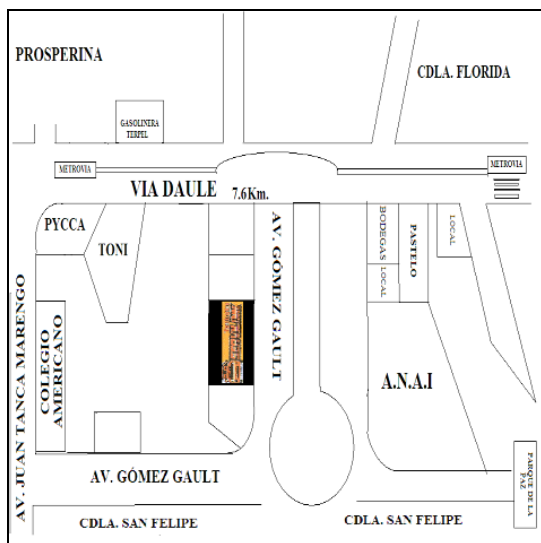 PROSPERINA
CDLA. FLORIDA
GASOLINERA
TERPEL
METROVIA
METROVIA
VIA DAULE 7.6Km.
PYCCA
TONI
AV. GÓMEZ GAULT
BODEGAS
LOCAL
PASTELO
LOCAL
AV. JUAN TANCA MARENGO
COLEGIO
AMERICANO
A.N.A.I
AV. GÓMEZ GAULT
PARQUE DE LA
PAZ
CDLA. SAN FELIPE
CDLA. SAN FELIPE